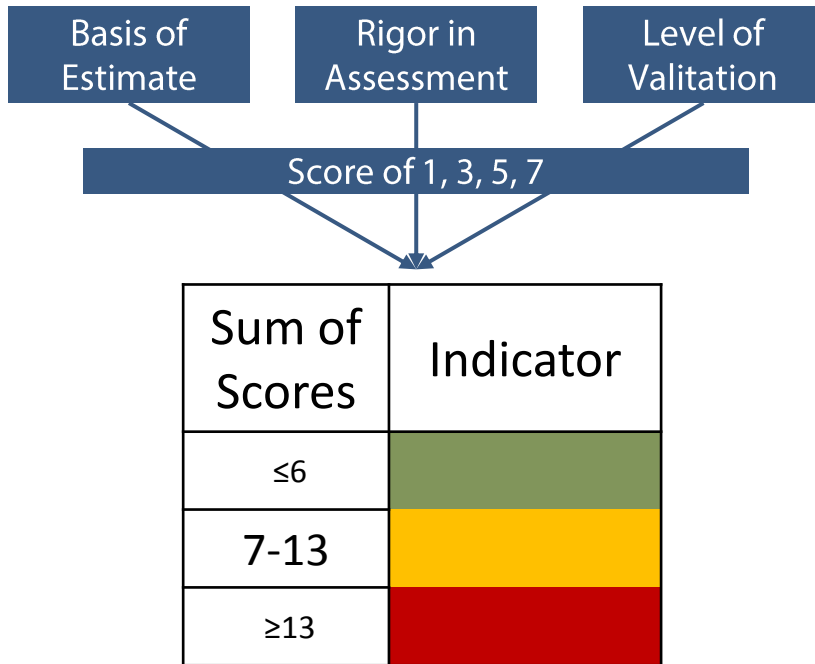 Basis of
Estimate
Rigor in
Assessment
Level of
Valitation
Score of 1, 3, 5, 7
Sum of
Scores
Indicator
≤6
7-13
≥13